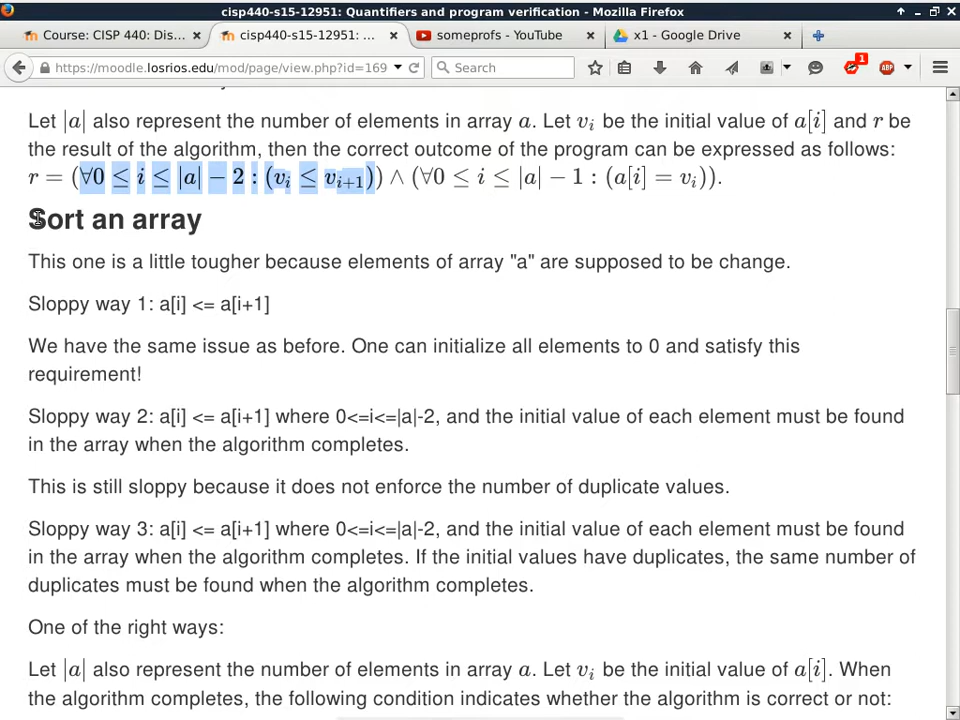 cisp440-s15-12951: Quantifiers and program verification - Mozilla Firefox
Course: CISP 440: Dis... × cisp440-s15-12951: ... × someprofs - YouTube × x1 - Google Drive ×
https://moodle.losrios.edu/mod/page/view.php?id=169 Search 1 ABP
Let |a| also represent the number of elements in array a. Let vᵢ be the initial value of a[i] and r be
the result of the algorithm, then the correct outcome of the program can be expressed as follows:
r = (∀0 ≤ i ≤ |a| − 2 : (vᵢ ≤ vᵢ₊₁)) ∧ (∀0 ≤ i ≤ |a| − 1 : (a[i] = vᵢ)).
Sort an array
This one is a little tougher because elements of array "a" are supposed to be change.
Sloppy way 1: a[i] <= a[i+1]
We have the same issue as before. One can initialize all elements to 0 and satisfy this
requirement!
Sloppy way 2: a[i] <= a[i+1] where 0<=i<=|a|-2, and the initial value of each element must be found
in the array when the algorithm completes.
This is still sloppy because it does not enforce the number of duplicate values.
Sloppy way 3: a[i] <= a[i+1] where 0<=i<=|a|-2, and the initial value of each element must be found
in the array when the algorithm completes. If the initial values have duplicates, the same number of
duplicates must be found when the algorithm completes.
One of the right ways:
Let |a| also represent the number of elements in array a. Let vᵢ be the initial value of a[i]. When
the algorithm completes, the following condition indicates whether the algorithm is correct or not: